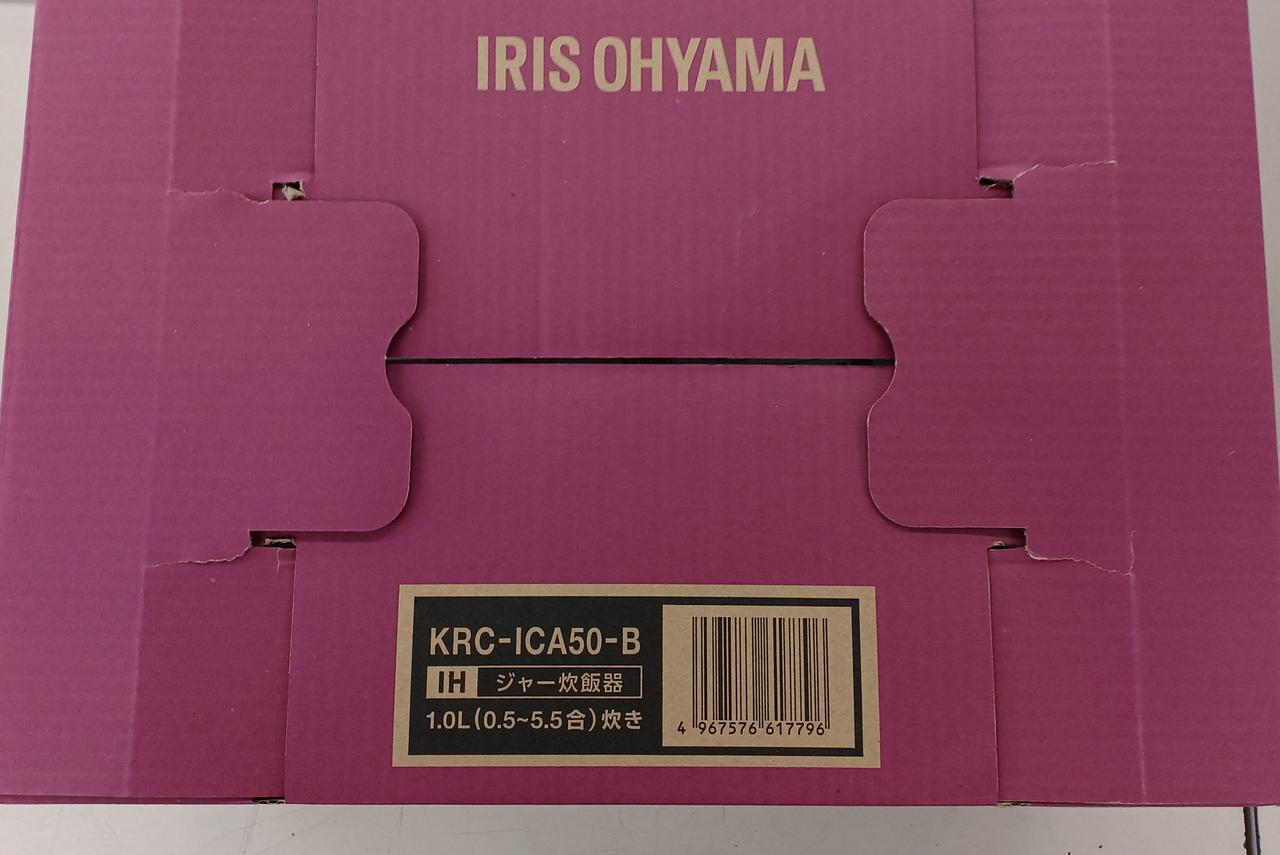 IRIS OHYAMA
KRC-ICA50-B
IH ジャー炊飯器
1.0L(0.5~5.5合)炊き
4 967576 617796